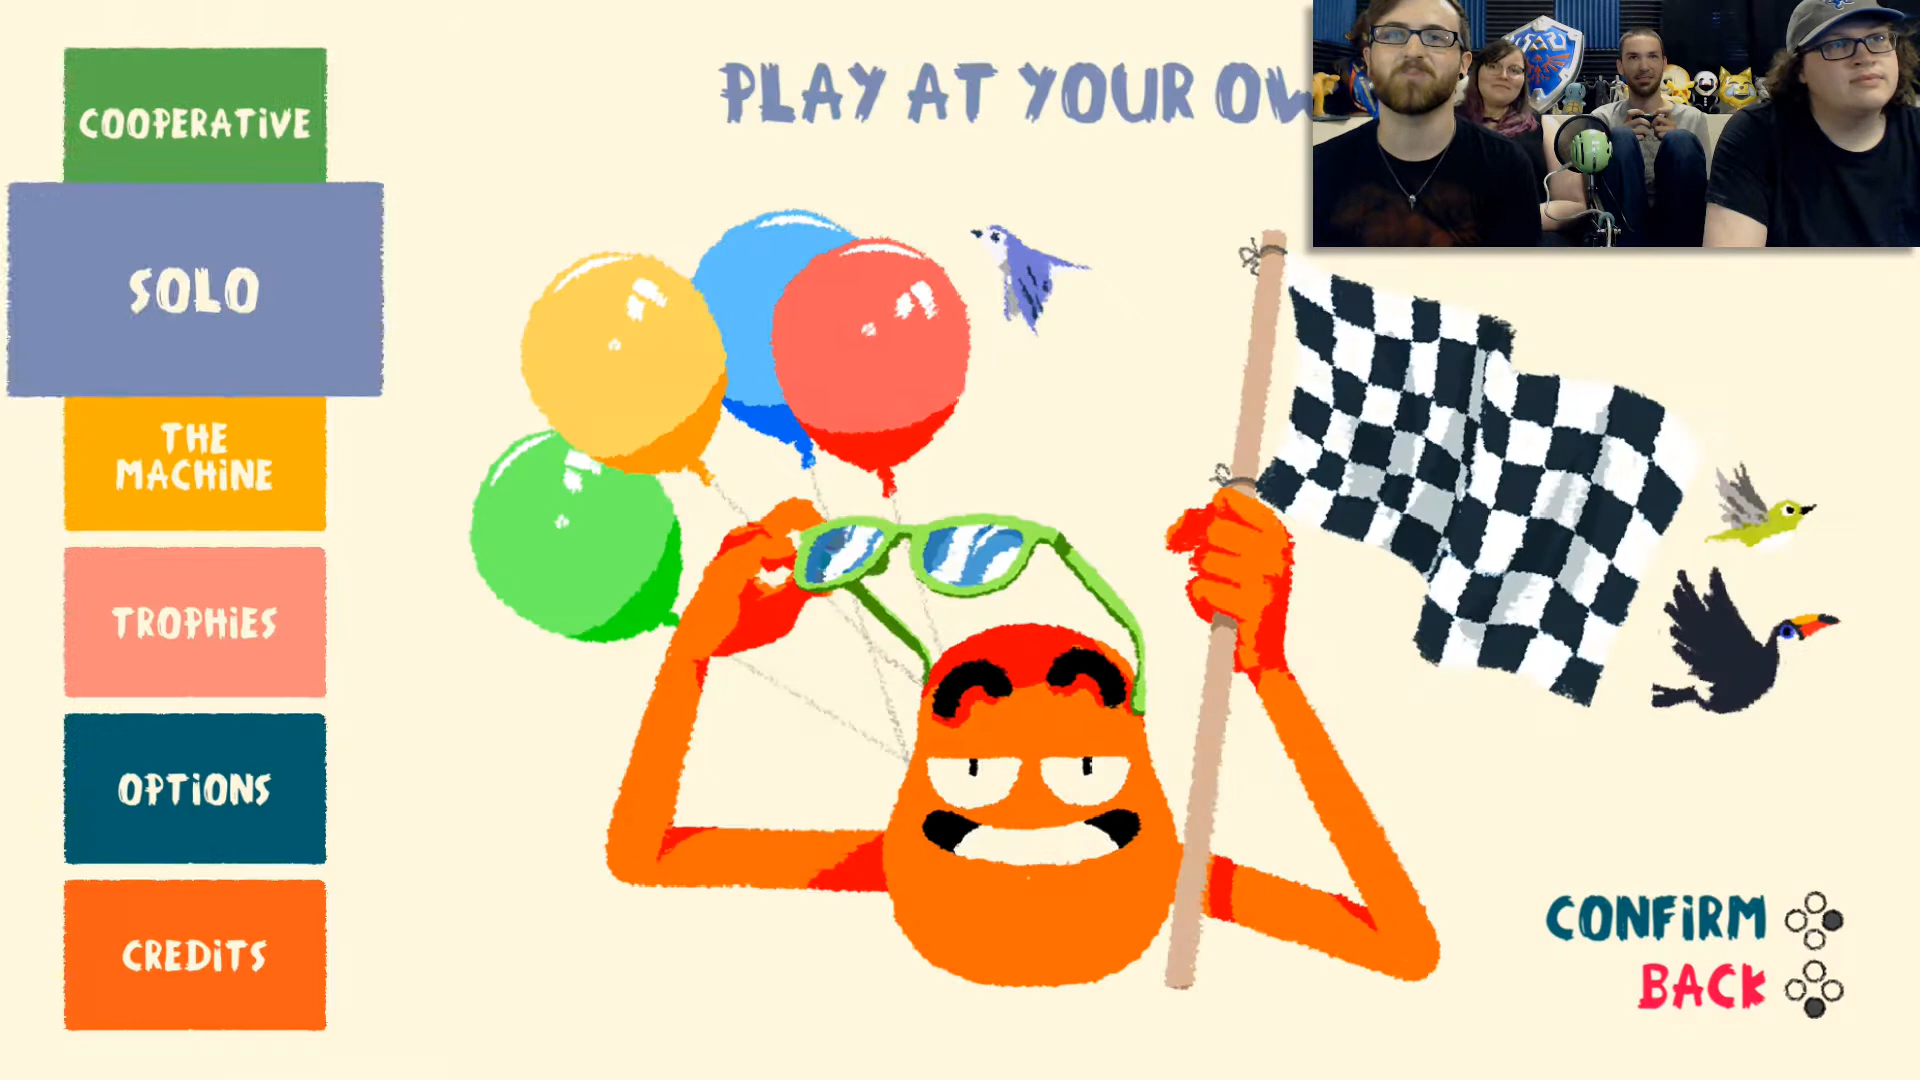 COOPERATiVE
SOLO
THE
MACHiNE
TROPHiES
OPTiONS
CREDiTS
PLAY AT YOUR OW
CONFiRM
BACK